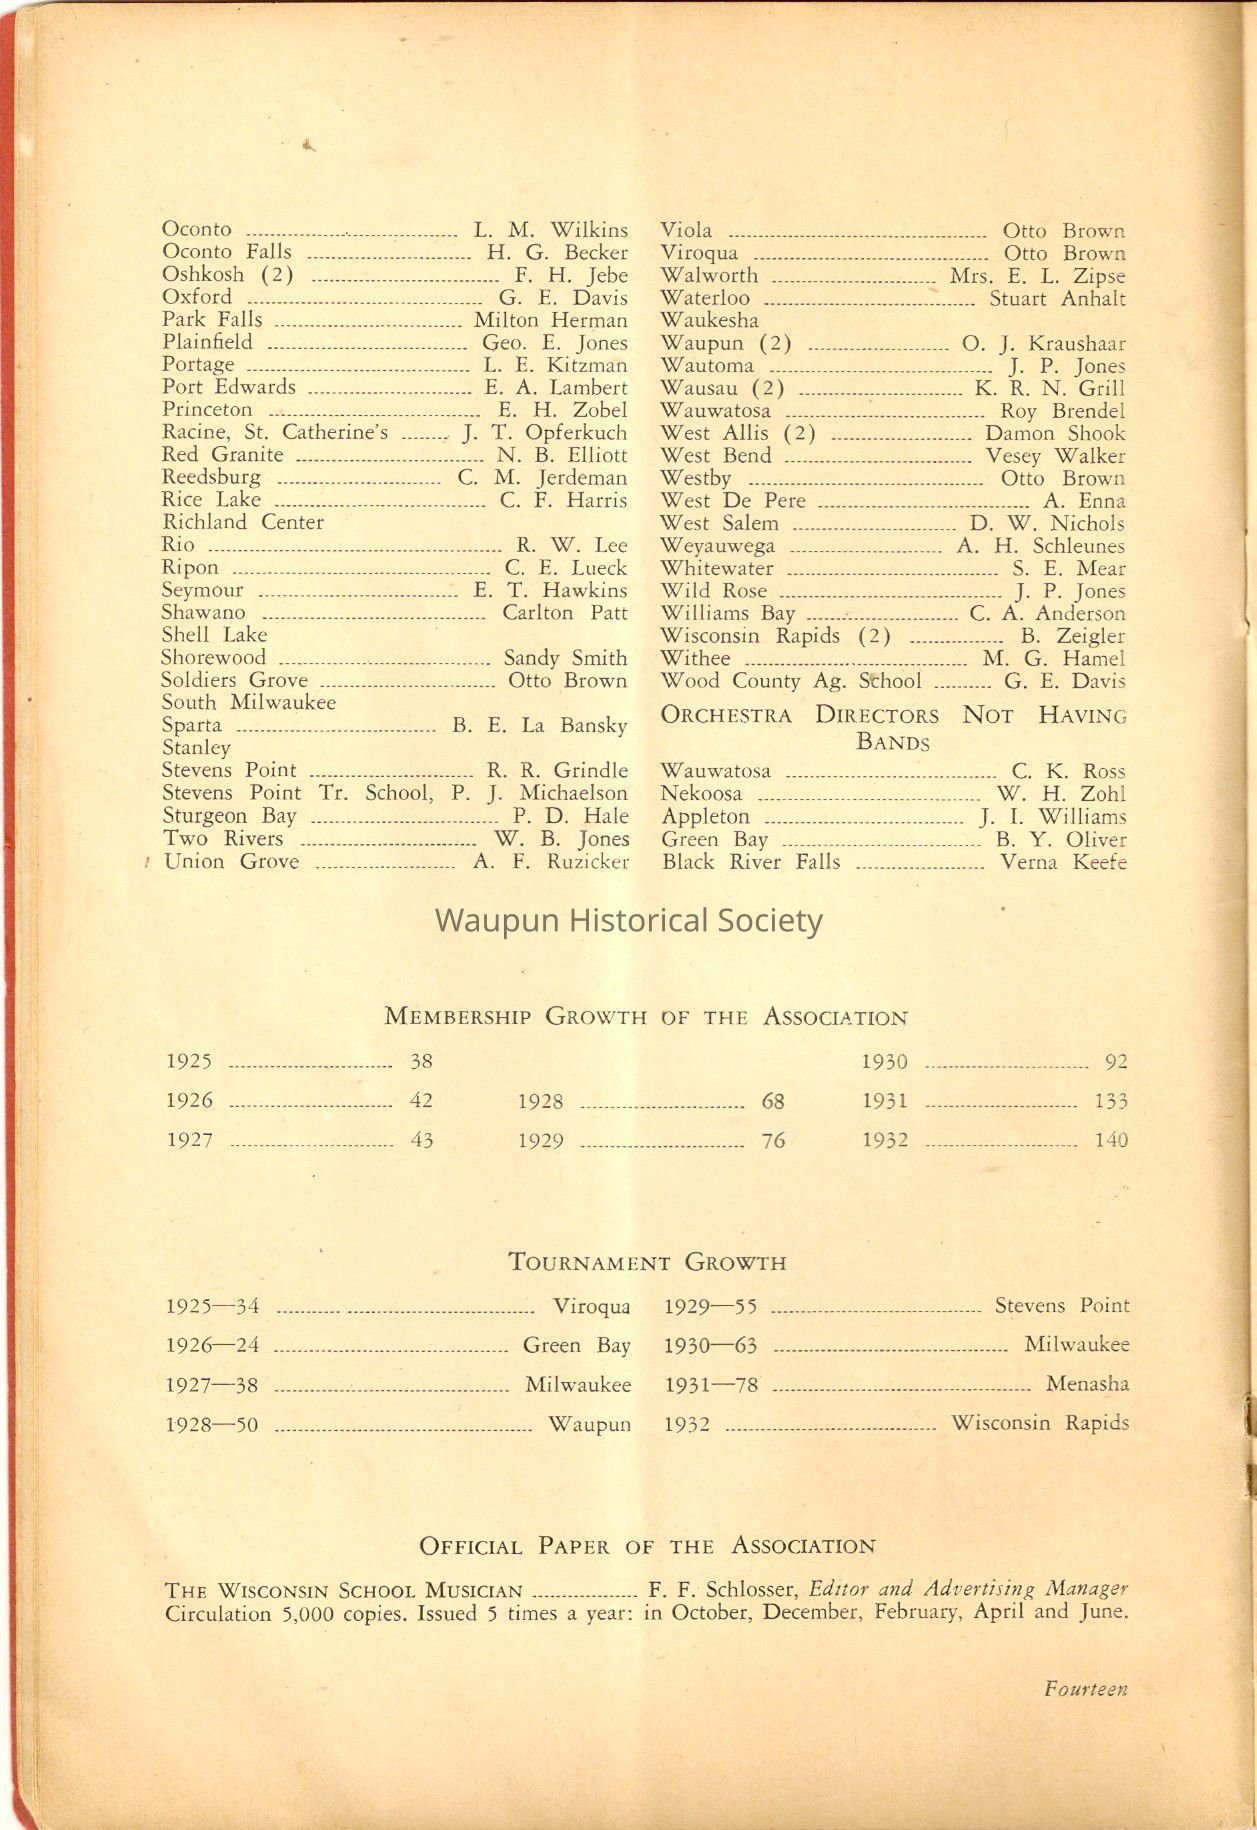 Oconto ........ L. M. Wilkins
Oconto Falls ........ H. G. Becker
Oshkosh (2) ........ F. H. Jebe
Oxford ........ G. E. Davis
Park Falls ........ Milton Herman
Plainfield ........ Geo. E. Jones
Portage ........ L. E. Kitzman
Port Edwards ........ E. A. Lambert
Princeton ........ E. H. Zobel
Racine, St. Catherine's ........ J. T. Opferkuch
Red Granite ........ N. B. Elliott
Reedsburg ........ C. M. Jerdeman
Rice Lake ........ C. F. Harris
Richland Center
Rio ........ R. W. Lee
Ripon ........ C. E. Lueck
Seymour ........ E. T. Hawkins
Shawano ........ Carlton Patt
Shell Lake
Shorewood ........ Sandy Smith
Soldiers Grove ........ Otto Brown
South Milwaukee
Sparta ........ B. E. La Bansky
Stanley
Stevens Point ........ R. R. Grindle
Stevens Point Tr. School, P. J. Michaelson
Sturgeon Bay ........ P. D. Hale
Two Rivers ........ W. B. Jones
Union Grove ........ A. F. Ruzicker
Viola ........ Otto Brown
Viroqua ........ Otto Brown
Walworth ........ Mrs. E. L. Zipse
Waterloo ........ Stuart Anhalt
Waukesha
Waupun (2) ........ O. J. Kraushaar
Wautoma ........ J. P. Jones
Wausau (2) ........ K. R. N. Grill
Wauwatosa ........ Roy Brendel
West Allis (2) ........ Damon Shook
West Bend ........ Vesey Walker
Westby ........ Otto Brown
West De Pere ........ A. Enna
West Salem ........ D. W. Nichols
Weyauwega ........ A. H. Schleunes
Whitewater ........ S. E. Mear
Wild Rose ........ J. P. Jones
Williams Bay ........ C. A. Anderson
Wisconsin Rapids (2) ........ B. Zeigler
Withee ........ M. G. Hamel
Wood County Ag. School ........ G. E. Davis
ORCHESTRA DIRECTORS NOT HAVING
BANDS
Wauwatosa ........ C. K. Ross
Nekoosa ........ W. H. Zohl
Appleton ........ J. I. Williams
Green Bay ........ B. Y. Oliver
Black River Falls ........ Verna Keefe
Waupun Historical Society
MEMBERSHIP GROWTH OF THE ASSOCIATION
1925 ........ 38
1926 ........ 42
1927 ........ 43
1928 ........ 68
1929 ........ 76
1930 ........ 92
1931 ........ 133
1932 ........ 140
TOURNAMENT GROWTH
1925—34 ........ Viroqua
1926—24 ........ Green Bay
1927—38 ........ Milwaukee
1928—50 ........ Waupun
1929—55 ........ Stevens Point
1930—63 ........ Milwaukee
1931—78 ........ Menasha
1932 ........ Wisconsin Rapids
OFFICIAL PAPER OF THE ASSOCIATION
THE WISCONSIN SCHOOL MUSICIAN ........ F. F. Schlosser, Editor and Advertising Manager
Circulation 5,000 copies. Issued 5 times a year: in October, December, February, April and June.
Fourteen